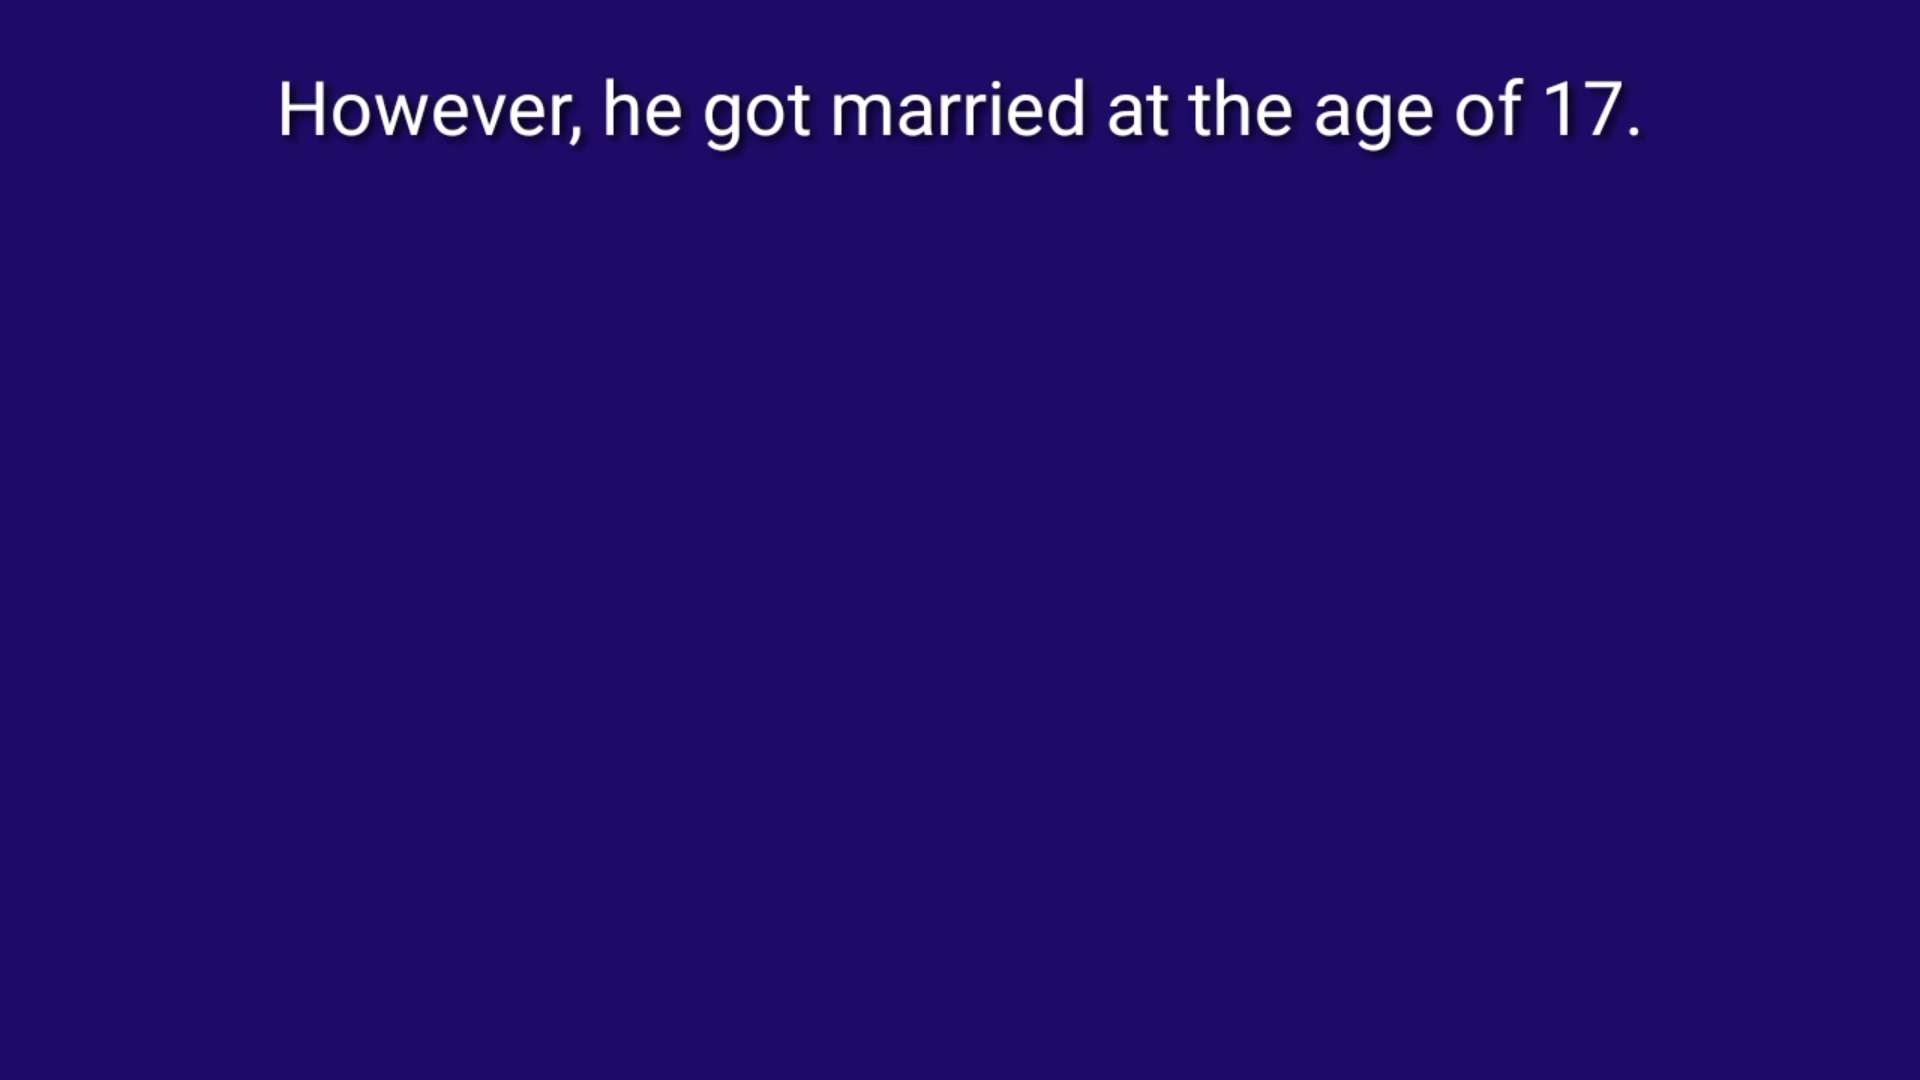 However, he got married at the age of 17.